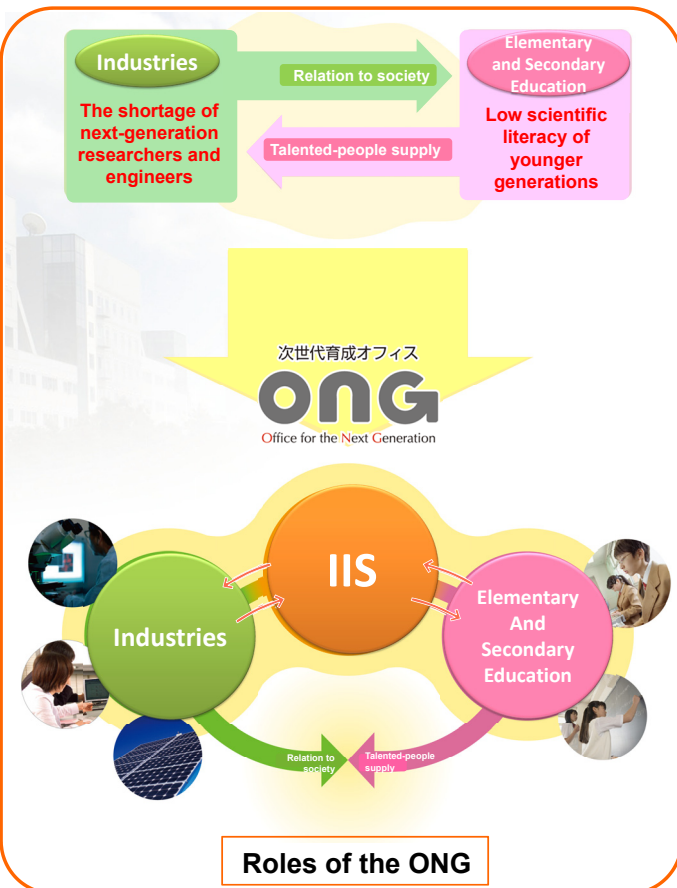 Industries
Relation to society
Elementary
and Secondary
Education
The shortage of
next-generation
researchers and
engineers
Talented-people supply
Low scientific
literacy of
younger
generations
次世代育成オフィス
ONG
Office for the Next Generation
IIS
Industries
Elementary
And
Secondary
Education
Relation to
society
Talented-people
supply
Roles of the ONG